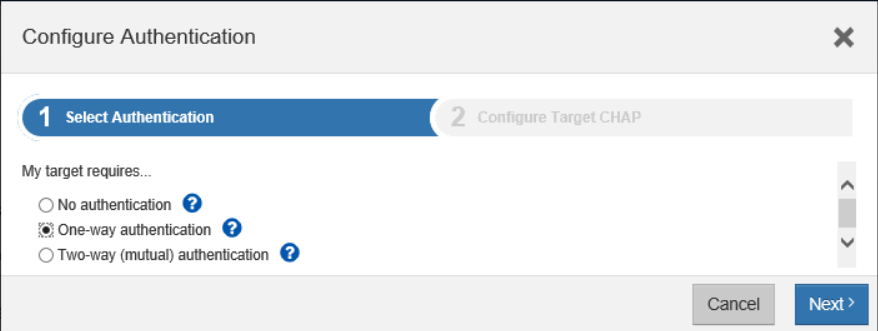 Configure Authentication
1 Select Authentication
2 Configure Target CHAP
My target requires...
No authentication ?
One-way authentication ?
Two-way (mutual) authentication ?
Cancel
Next >